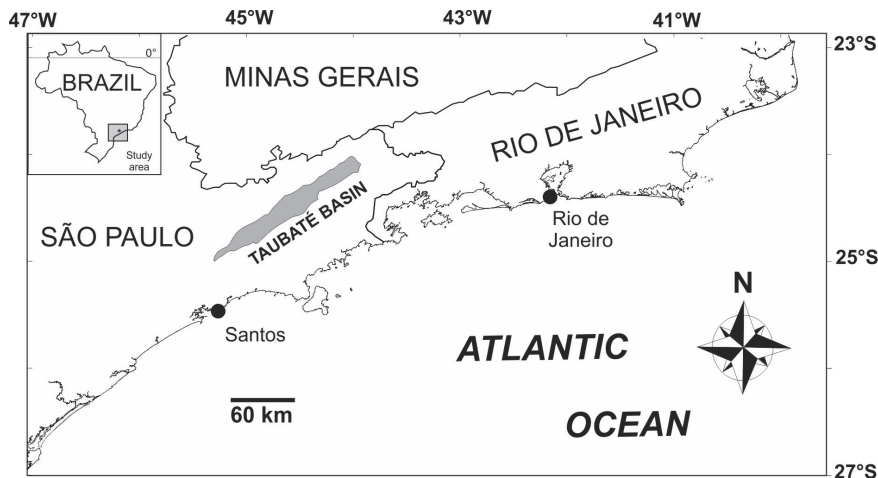 47°W 45°W 43°W 41°W
23°S
0°
BRAZIL
Study
area
MINAS GERAIS
RIO DE JANEIRO
TAUBATÉ BASIN
SÃO PAULO
Rio de
Janeiro
25°S
Santos
N
ATLANTIC
60 km
OCEAN
27°S